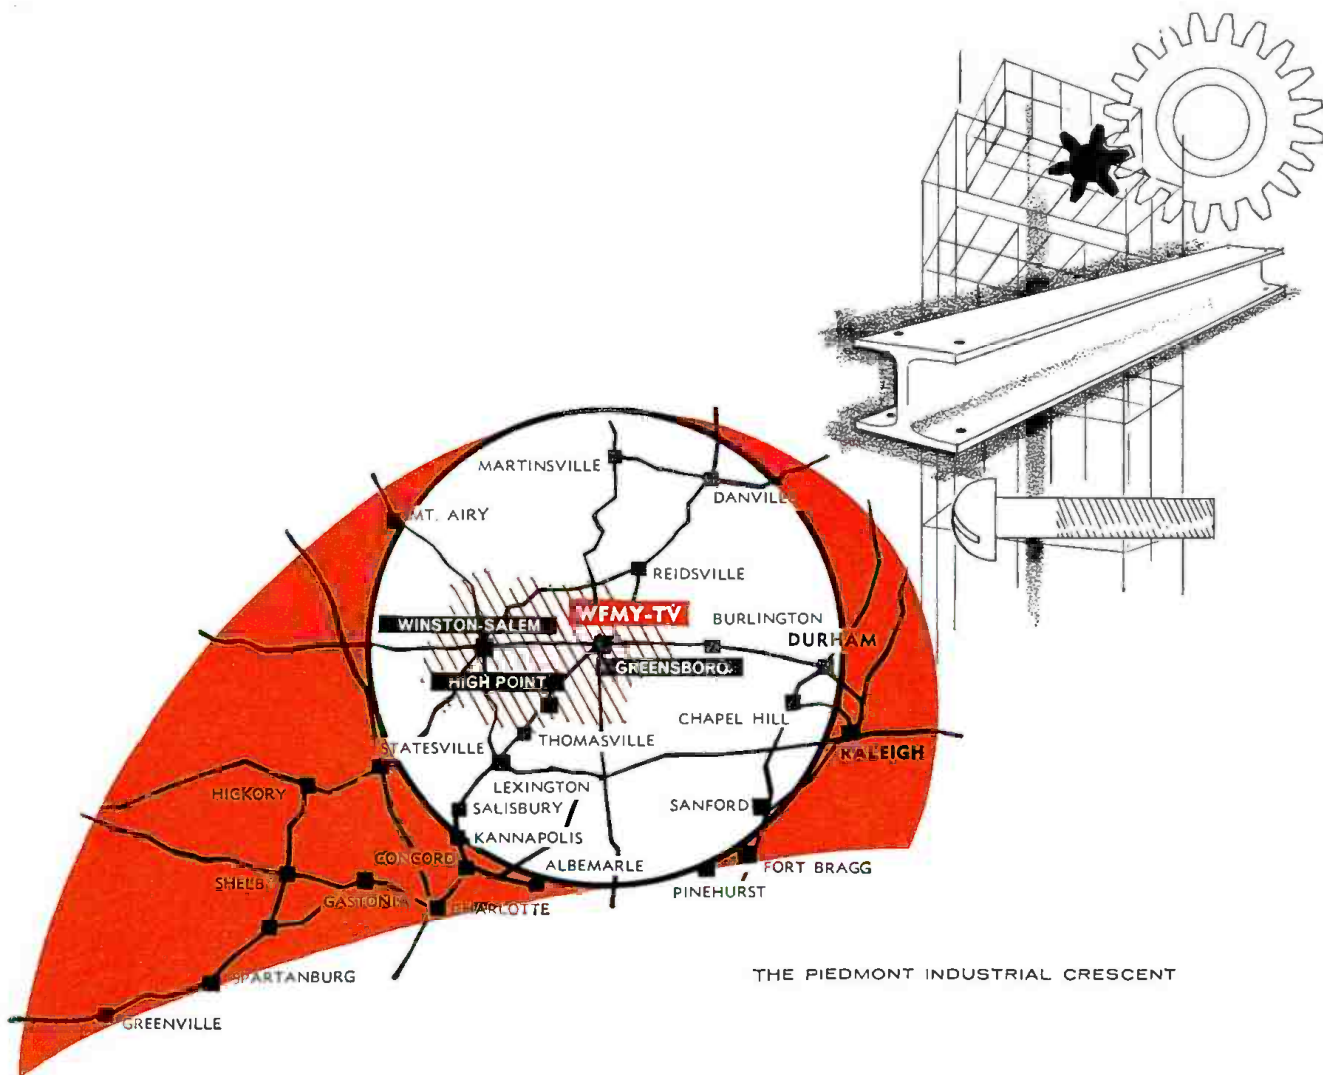 MARTINSVILLE
DANVILLE
MT. AIRY
REIDSVILLE
WFMY-TV
WINSTON-SALEM
BURLINGTON
DURHAM
GREENSBORO
HIGH POINT
CHAPEL HILL
STATESVILLE
THOMASVILLE
RALEIGH
LEXINGTON
HICKORY
SALISBURY
SANFORD
KANNAPOLIS
CONCORD
ALBEMARLE
FORT BRAGG
SHELBY
PINEHURST
GASTONIA
CHARLOTTE
SPARTANBURG
THE PIEDMONT INDUSTRIAL CRESCENT
GREENVILLE